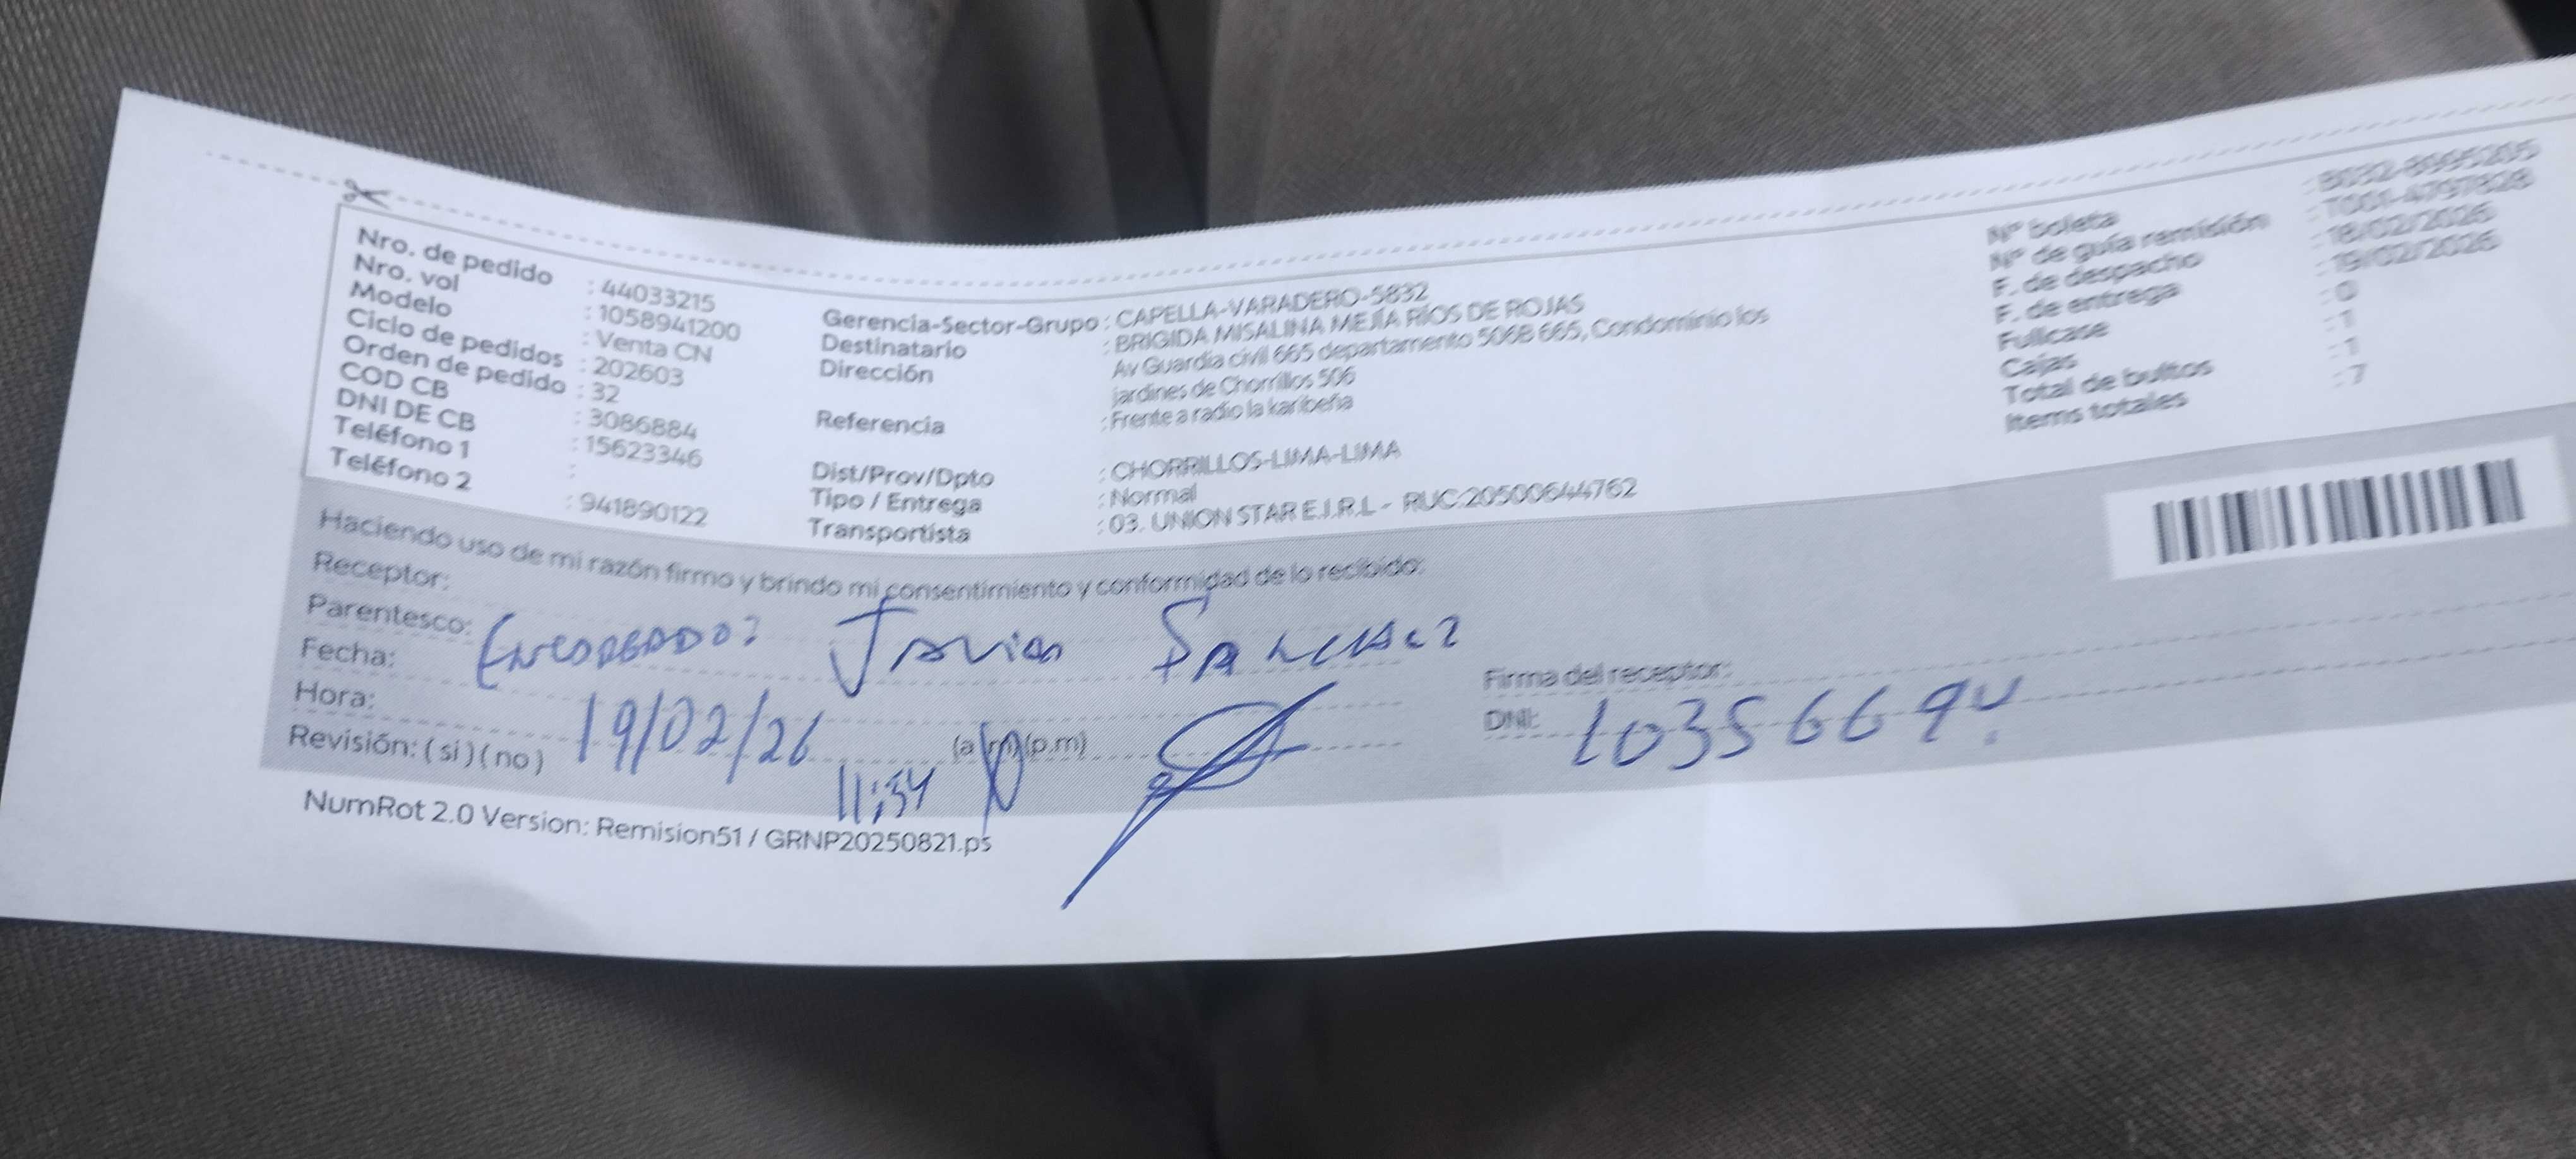 Nro. de pedido : 44033215
Nro. vol : 1058941200
Modelo : Venta CN
Ciclo de pedidos : 202603
Orden de pedido : 32
COD CB : 3086884
DNI DE CB : 15623346
Teléfono 1 :
Teléfono 2 : 941890122
Gerencia-Sector-Grupo : CAPELLA-VARADERO-5832
Destinatario : BRIGIDA MISALINA MEJÍA RÍOS DE ROJAS
Dirección : Av Guardia civil 665 departamento 506B 665, Condominio los
jardines de Chorrillos 506
Referencia : Frente a radio la karibeña
Dist/Prov/Dpto : CHORRILLOS-LIMA-LIMA
Tipo / Entrega : Normal
Transportista : 03. UNION STAR E.I.R.L - RUC:20500644762
Nº boleta
Nº de guía remisión : T001-4797828
F. de despacho : 18/02/2026
F. de entrega : 19/02/2026
Fullcase : 0
Cajas : 1
Total de bultos : 1
Items totales : 7
Haciendo uso de mi razón firmo y brindo mi consentimiento y conformidad de lo recibido:
Receptor:
Parentesco: Javier Sanchez
Fecha: 19/02/26
Hora: 11:34 (a.m)(p.m)
Revisión: ( si ) ( no )
Firma del receptor:
DNI: 10356694
NumRot 2.0 Version: Remision51 / GRNP20250821.ps